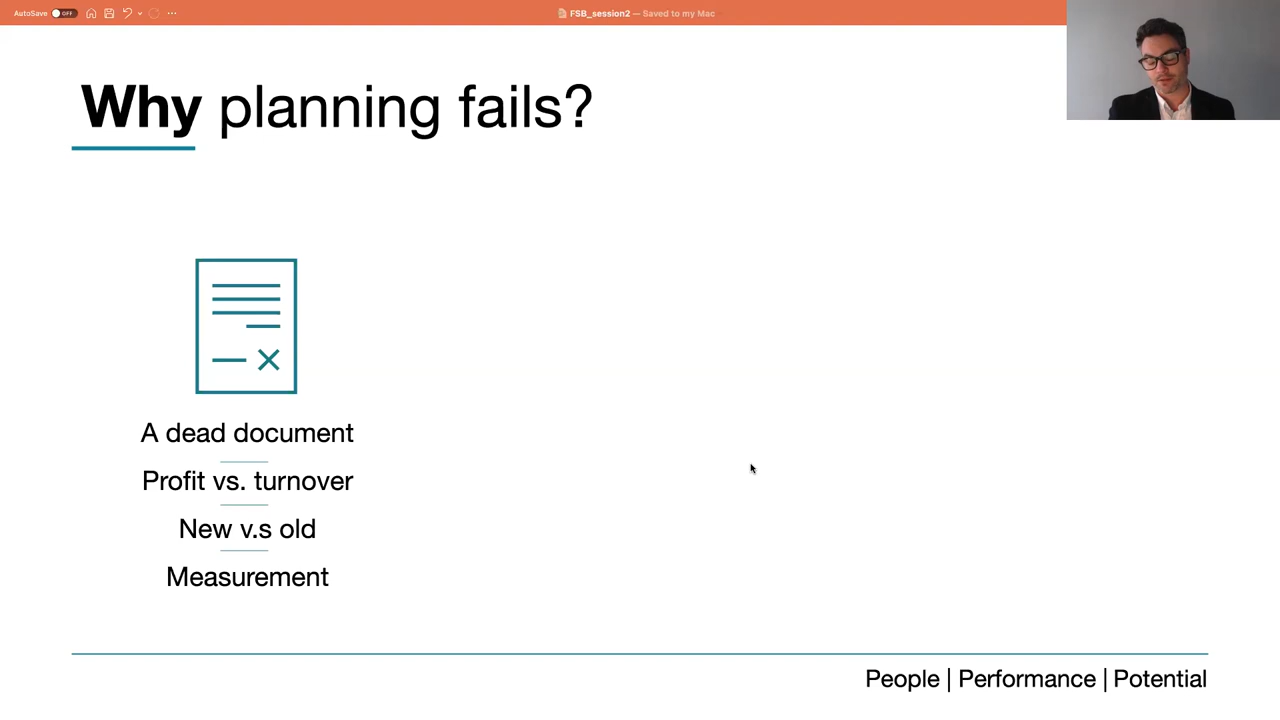 AutoSave OFF
FSB_session2 — Saved to my Mac
Why planning fails?
A dead document
Profit vs. turnover
New v.s old
Measurement
People | Performance | Potential